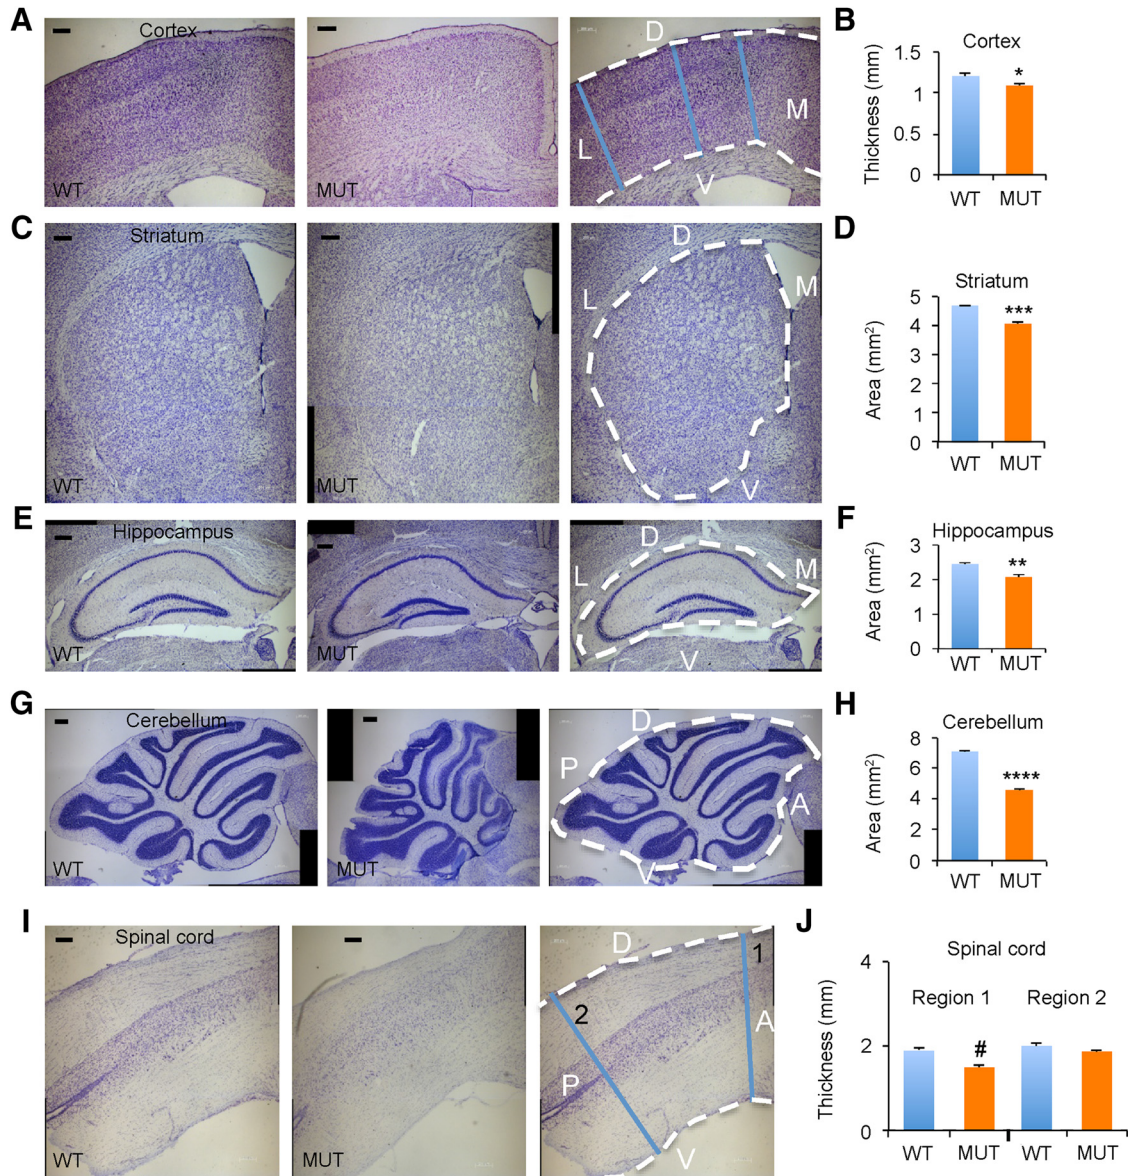 A
Cortex
WT
MUT
D
L
M
V
B
Cortex
Thickness (mm)
1.5
*
1
0.5
0
WT MUT
C
Striatum
WT
MUT
D
L
M
V
D
Striatum
Area (mm²)
5
***
4
3
2
1
0
WT MUT
E
Hippocampus
WT
MUT
D
L
M
V
F
Hippocampus
Area (mm²)
3
**
2
1
0
WT MUT
G
Cerebellum
WT
MUT
D
P
A
V
H
Cerebellum
Area (mm²)
8
****
6
4
2
0
WT MUT
I
Spinal cord
WT
MUT
D
1
2
A
P
V
J
Spinal cord
Thickness (mm)
4
Region 1 Region 2
2
#
0
WT MUT WT MUT